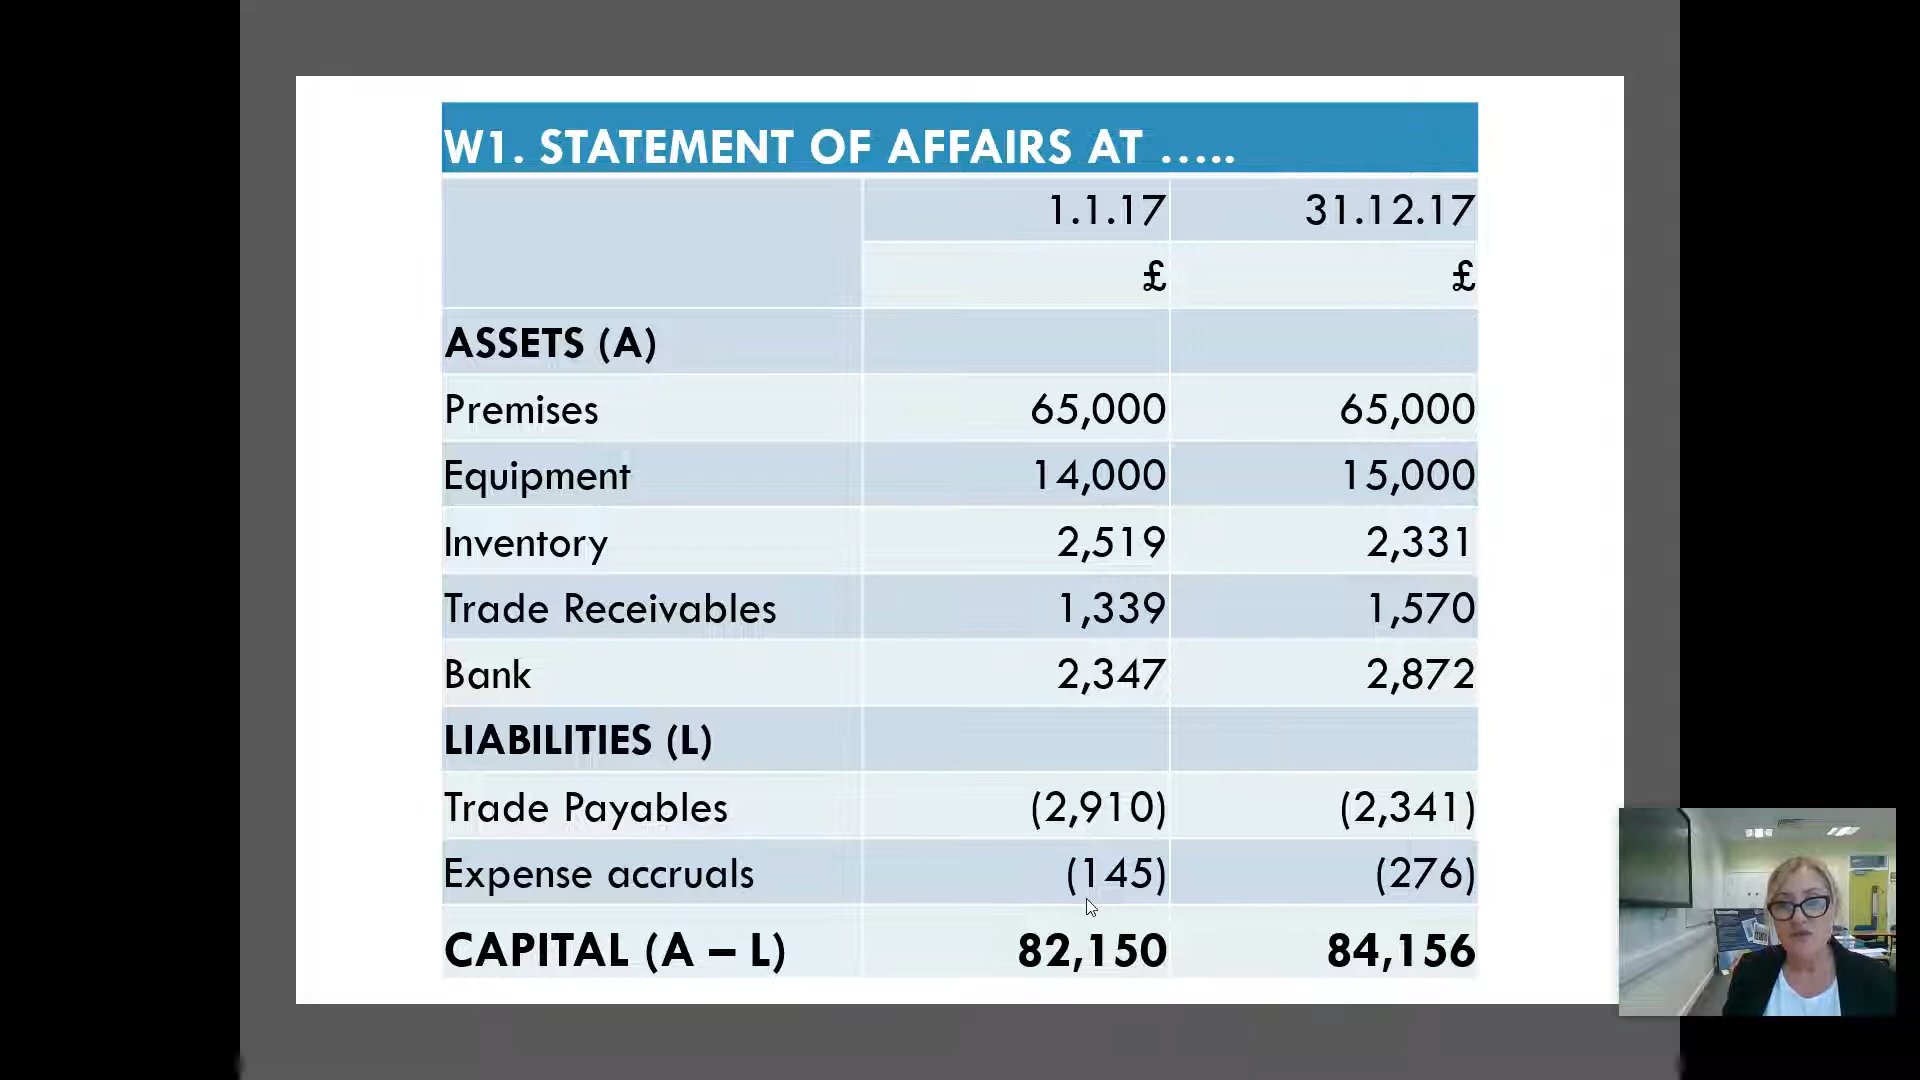 W1. STATEMENT OF AFFAIRS AT .....
1.1.17 31.12.17
£ £
ASSETS (A)
Premises 65,000 65,000
Equipment 14,000 15,000
Inventory 2,519 2,331
Trade Receivables 1,339 1,570
Bank 2,347 2,872
LIABILITIES (L)
Trade Payables (2,910) (2,341)
Expense accruals (145) (276)
CAPITAL (A – L) 82,150 84,156